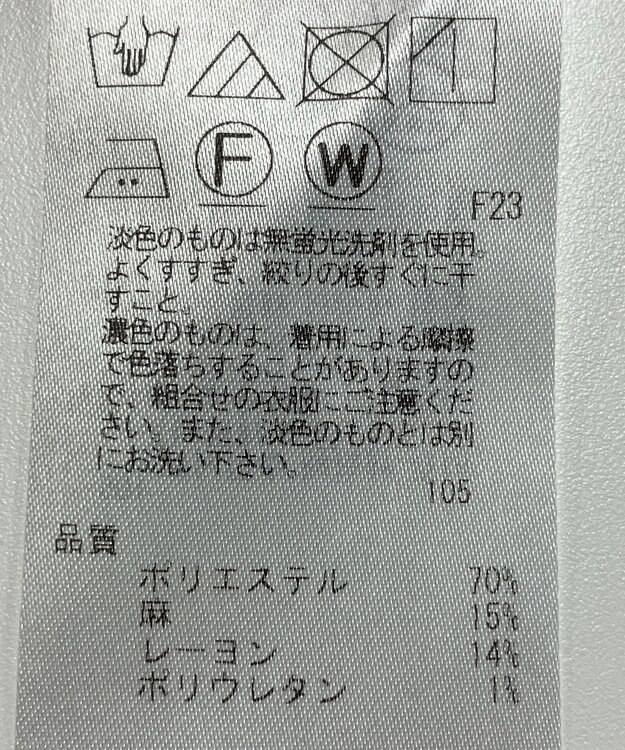 F
W
F23
淡色のものは無蛍光洗剤を使用。
よくすすぎ、絞りの後すぐに干
すこと。
濃色のものは、着用による摩擦
で色落ちすることがありますの
で、組合せの衣服にご注意くだ
さい。また、淡色のものとは別
にお洗い下さい。
105
品質
ポリエステル 70%
麻 15%
レーヨン 14%
ポリウレタン 1%